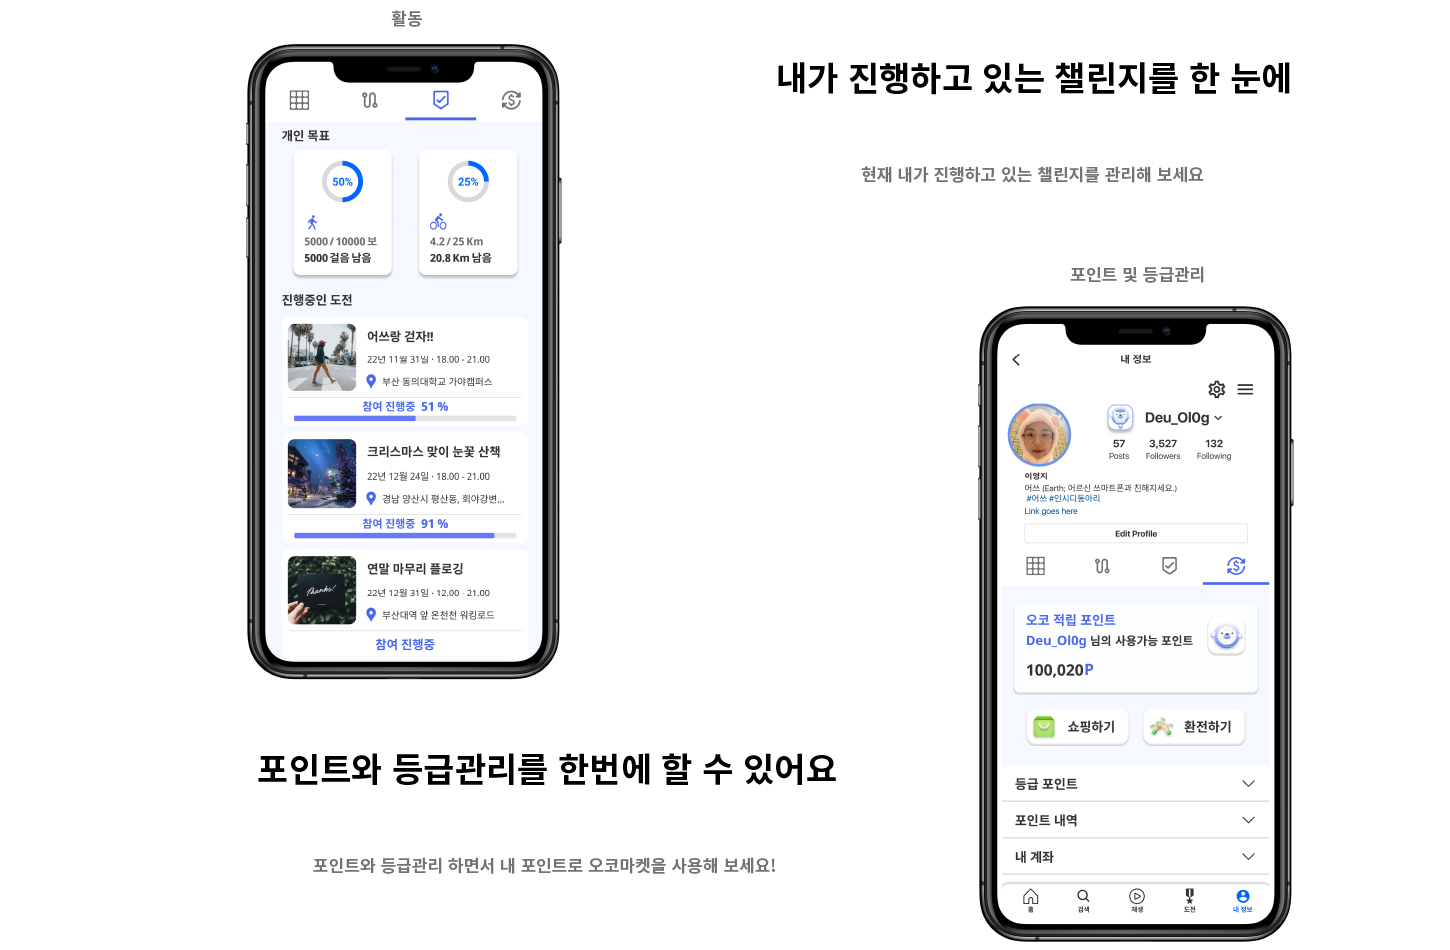 활동
개인 목표
50%
25%
5000 / 10000 보
5000 걸음 남음
4.2 / 25 Km
20.8 Km 남음
진행중인 도전
어쓰랑 걷자!!
22년 11월 31일 · 18.00 - 21.00
부산 동의대학교 가야캠퍼스
참여 진행중 51 %
크리스마스 맞이 눈꽃 산책
22년 12월 24일 · 18.00 - 21.00
경남 양산시 평산동, 회야강변...
참여 진행중 91 %
Thanks!
연말 마무리 플로깅
22년 12월 31일 · 12.00 - 21.00
부산대역 앞 온천천 워킹로드
참여 진행중
내가 진행하고 있는 챌린지를 한 눈에
현재 내가 진행하고 있는 챌린지를 관리해 보세요
포인트 및 등급관리
내 정보
Deu_Ol0g
57
3,527
132
Posts
Followers
Following
이영지
어쓰 (Earth; 어르신 쓰마트폰과 친해지세요.)
#어쓰 #인시디동아리
Link goes here
Edit Profile
오코 적립 포인트
Deu_Ol0g 님의 사용가능 포인트
100,020P
쇼핑하기
환전하기
등급 포인트
포인트 내역
내 계좌
홈
검색
재생
도전
내 정보
포인트와 등급관리를 한번에 할 수 있어요
포인트와 등급관리 하면서 내 포인트로 오코마켓을 사용해 보세요!